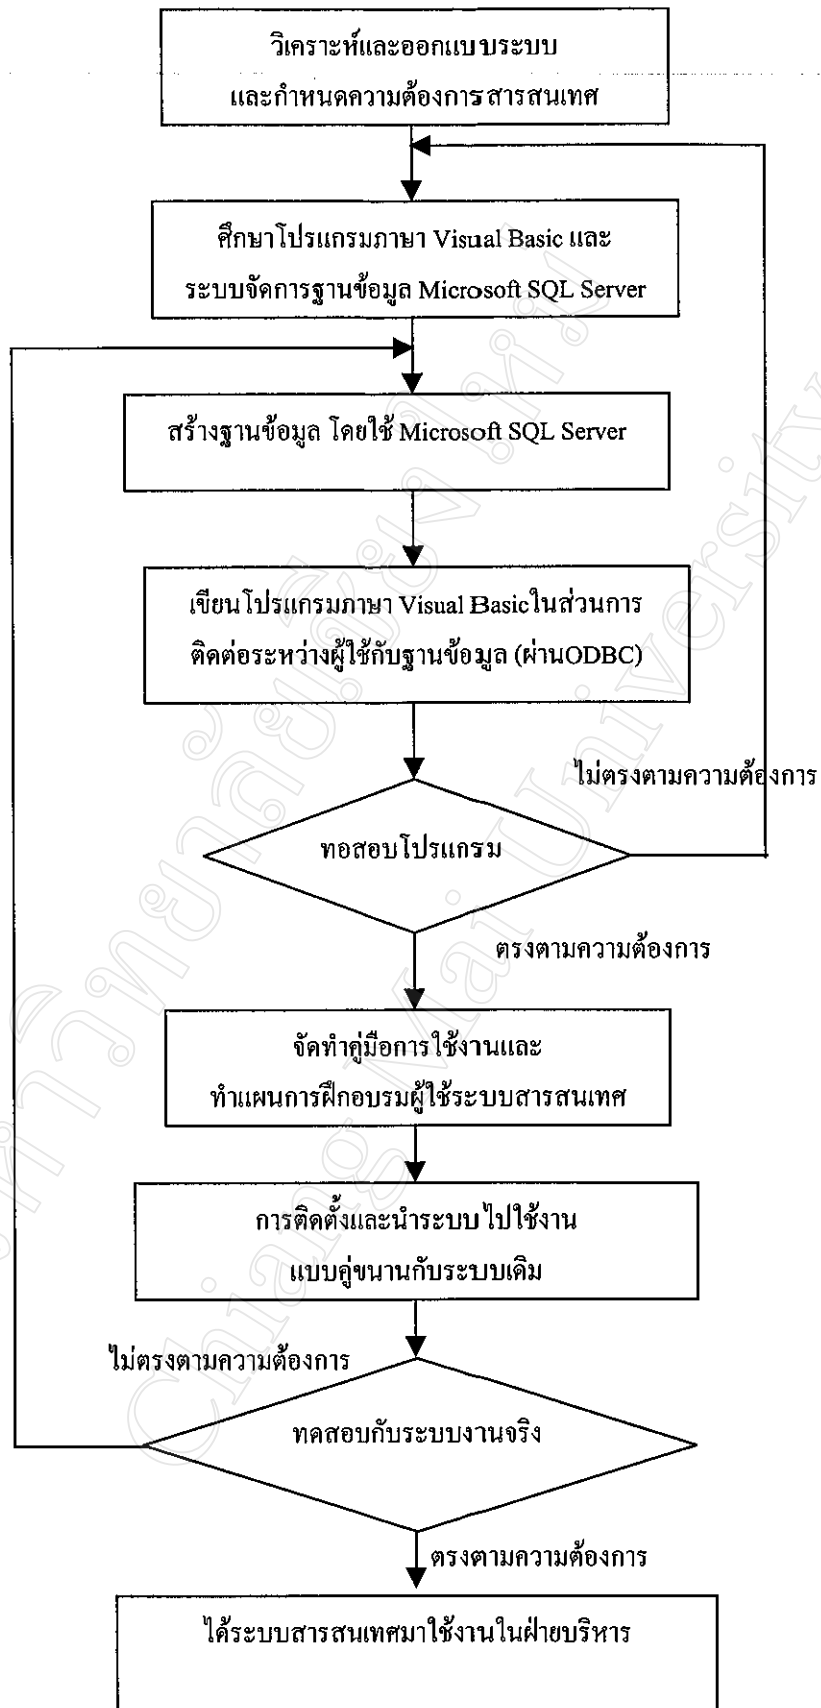 วิเคราะห์และออกแบบระบบ
และกำหนดความต้องการสารสนเทศ
ศึกษาโปรแกรมภาษา Visual Basic และ
ระบบจัดการฐานข้อมูล Microsoft SQL Server
สร้างฐานข้อมูล โดยใช้ Microsoft SQL Server
เขียนโปรแกรมภาษา Visual Basicในส่วนการ
ติดต่อระหว่างผู้ใช้กับฐานข้อมูล (ผ่านODBC)
ไม่ตรงตามความต้องการ
ทอสอบโปรแกรม
ตรงตามความต้องการ
จัดทำคู่มือการใช้งานและ
ทำแผนการฝึกอบรมผู้ใช้ระบบสารสนเทศ
การติดตั้งและนำระบบไปใช้งาน
แบบคู่ขนานกับระบบเดิม
ไม่ตรงตามความต้องการ
ทดสอบกับระบบงานจริง
ตรงตามความต้องการ
ได้ระบบสารสนเทศมาใช้งานในฝ่ายบริหาร
มหาวิทยาลัยเชียงใหม่
Chiang Mai University